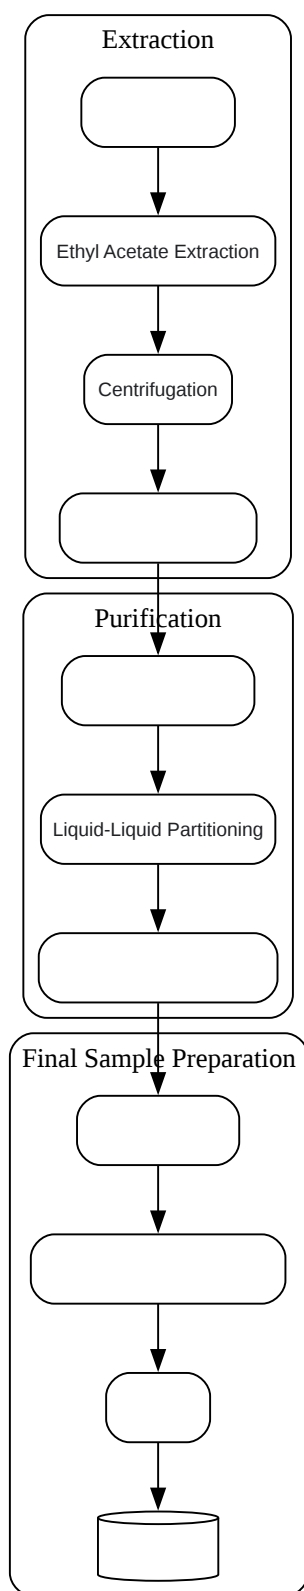 Extraction
Ethyl Acetate Extraction
Centrifugation
Purification
Liquid-Liquid Partitioning
Final Sample Preparation